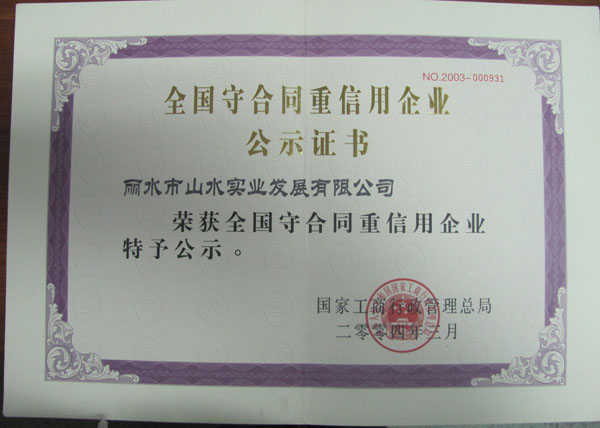 NO.2003-000931
全国守合同重信用企业
公示证书
丽水市山水实业发展有限公司
荣获全国守合同重信用企业
特予公示。
国家工商行政管理总局
二零零四年三月